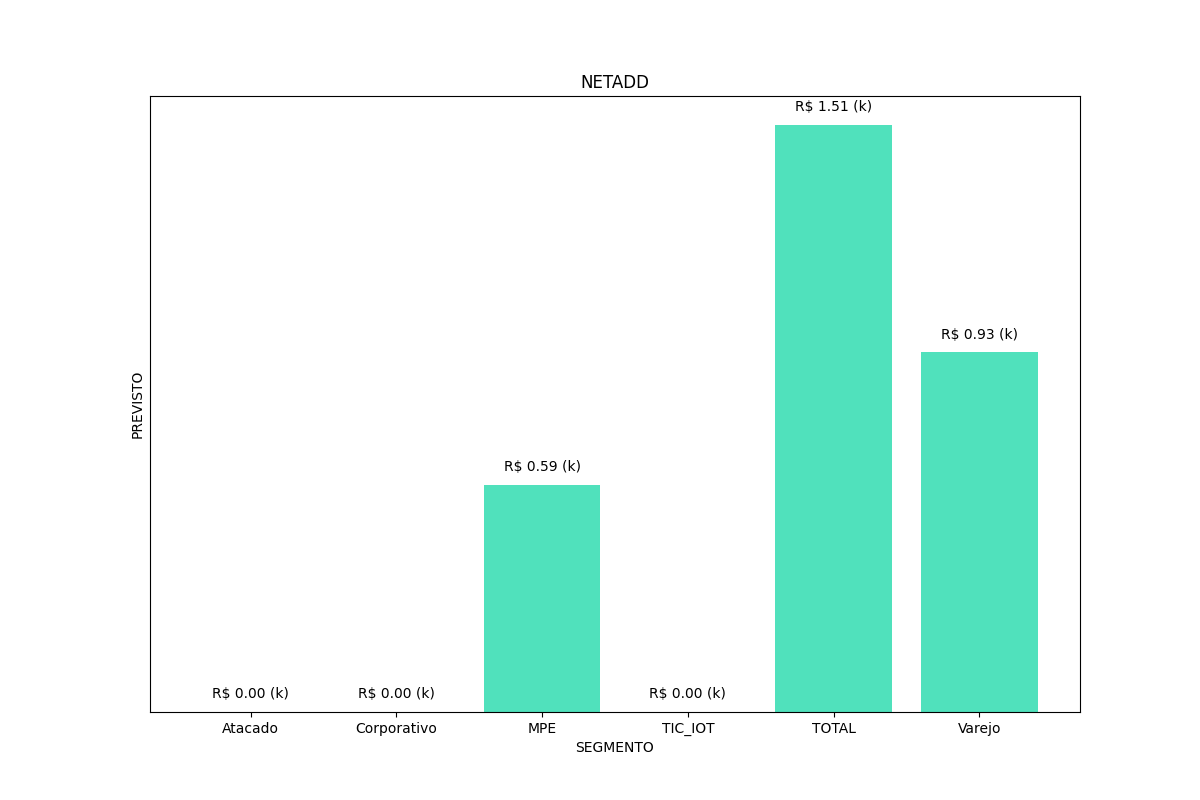 NETADD
R$ 1.51 (k)
R$ 0.93 (k)
R$ 0.59 (k)
R$ 0.00 (k) R$ 0.00 (k) R$ 0.00 (k)
PREVISTO
Atacado Corporativo MPE TIC_IOT TOTAL Varejo
SEGMENTO